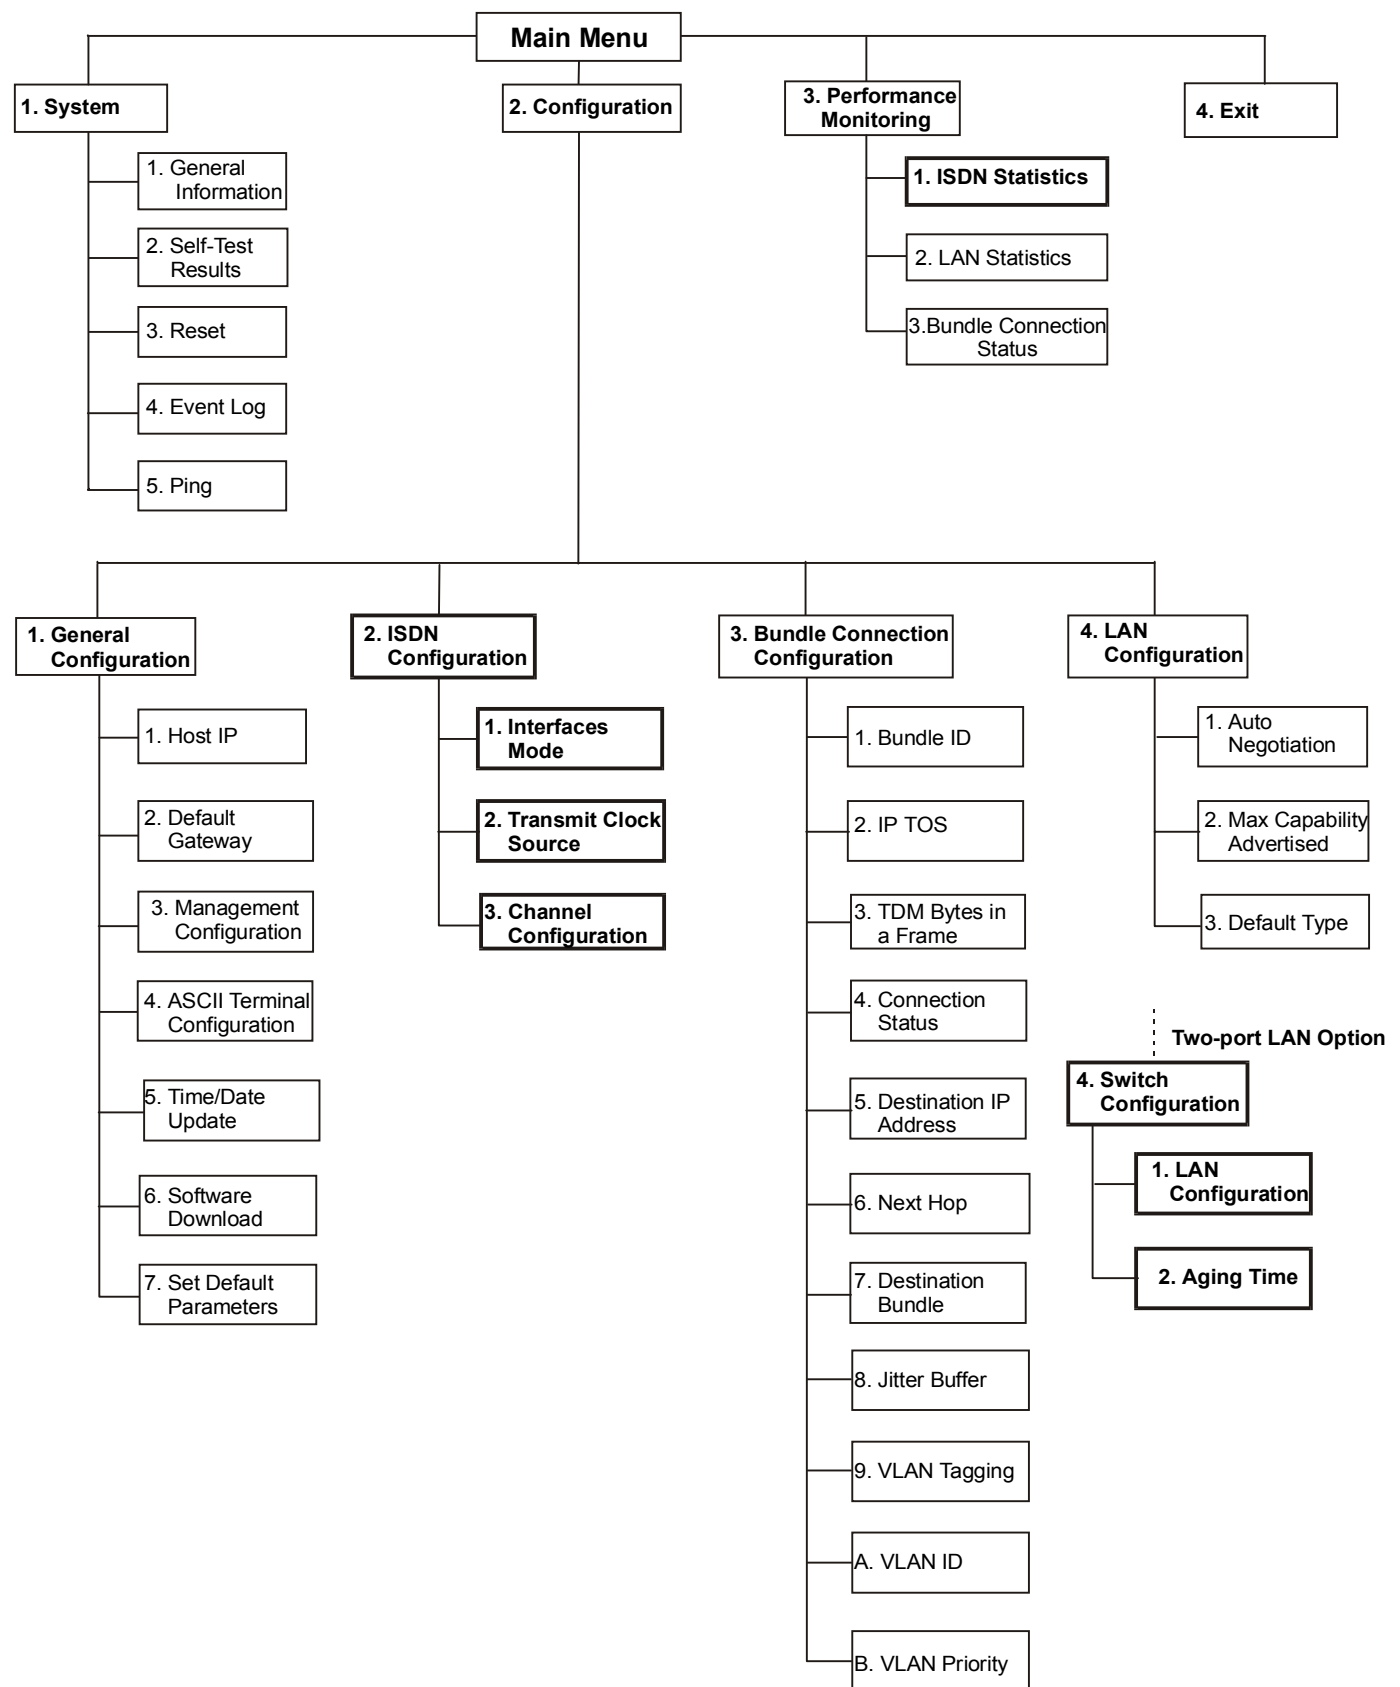 Main Menu
1. System
2. Configuration
3. Performance
Monitoring
4. Exit
1. General
Information
2. Self-Test
Results
3. Reset
4. Event Log
5. Ping
1. ISDN Statistics
2. LAN Statistics
3.Bundle Connection
Status
1. General
Configuration
2. ISDN
Configuration
3. Bundle Connection
Configuration
4. LAN
Configuration
1. Host IP
2. Default
Gateway
3. Management
Configuration
4. ASCII Terminal
Configuration
5. Time/Date
Update
6. Software
Download
7. Set Default
Parameters
1. Interfaces
Mode
2. Transmit Clock
Source
3. Channel
Configuration
1. Bundle ID
2. IP TOS
3. TDM Bytes in
a Frame
4. Connection
Status
5. Destination IP
Address
6. Next Hop
7. Destination
Bundle
8. Jitter Buffer
9. VLAN Tagging
A. VLAN ID
B. VLAN Priority
1. Auto
Negotiation
2. Max Capability
Advertised
3. Default Type
Two-port LAN Option
4. Switch
Configuration
1. LAN
Configuration
2. Aging Time